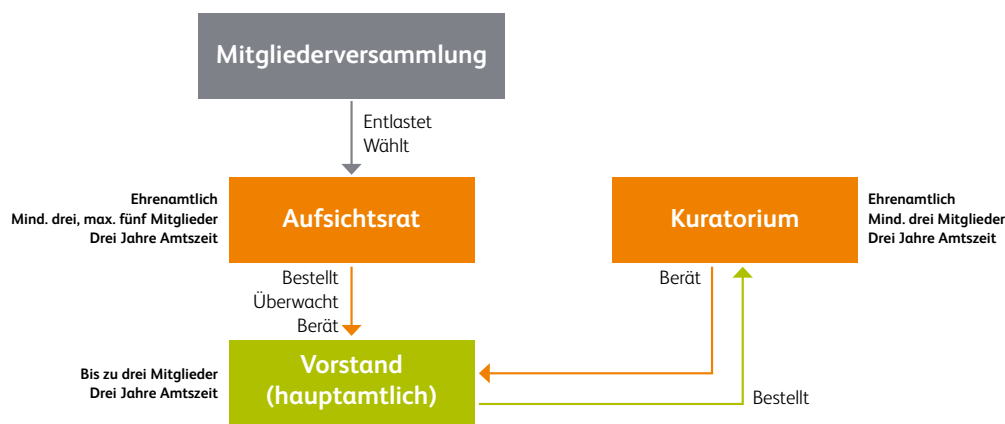 Mitgliederversammlung
Entlastet
Wählt
Ehrenamtlich
Mind. drei, max. fünf Mitglieder
Drei Jahre Amtszeit
Aufsichtsrat
Kuratorium
Ehrenamtlich
Mind. drei Mitglieder
Drei Jahre Amtszeit
Bestellt
Überwacht
Berät
Berät
Bis zu drei Mitglieder
Drei Jahre Amtszeit
Vorstand
(hauptamtlich)
Bestellt